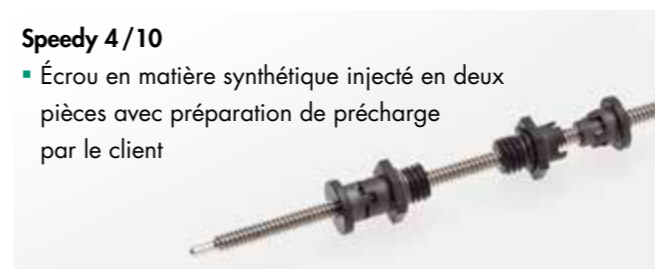 Speedy 4/10
▪ Écrou en matière synthétique injecté en deux
pièces avec préparation de précharge
par le client